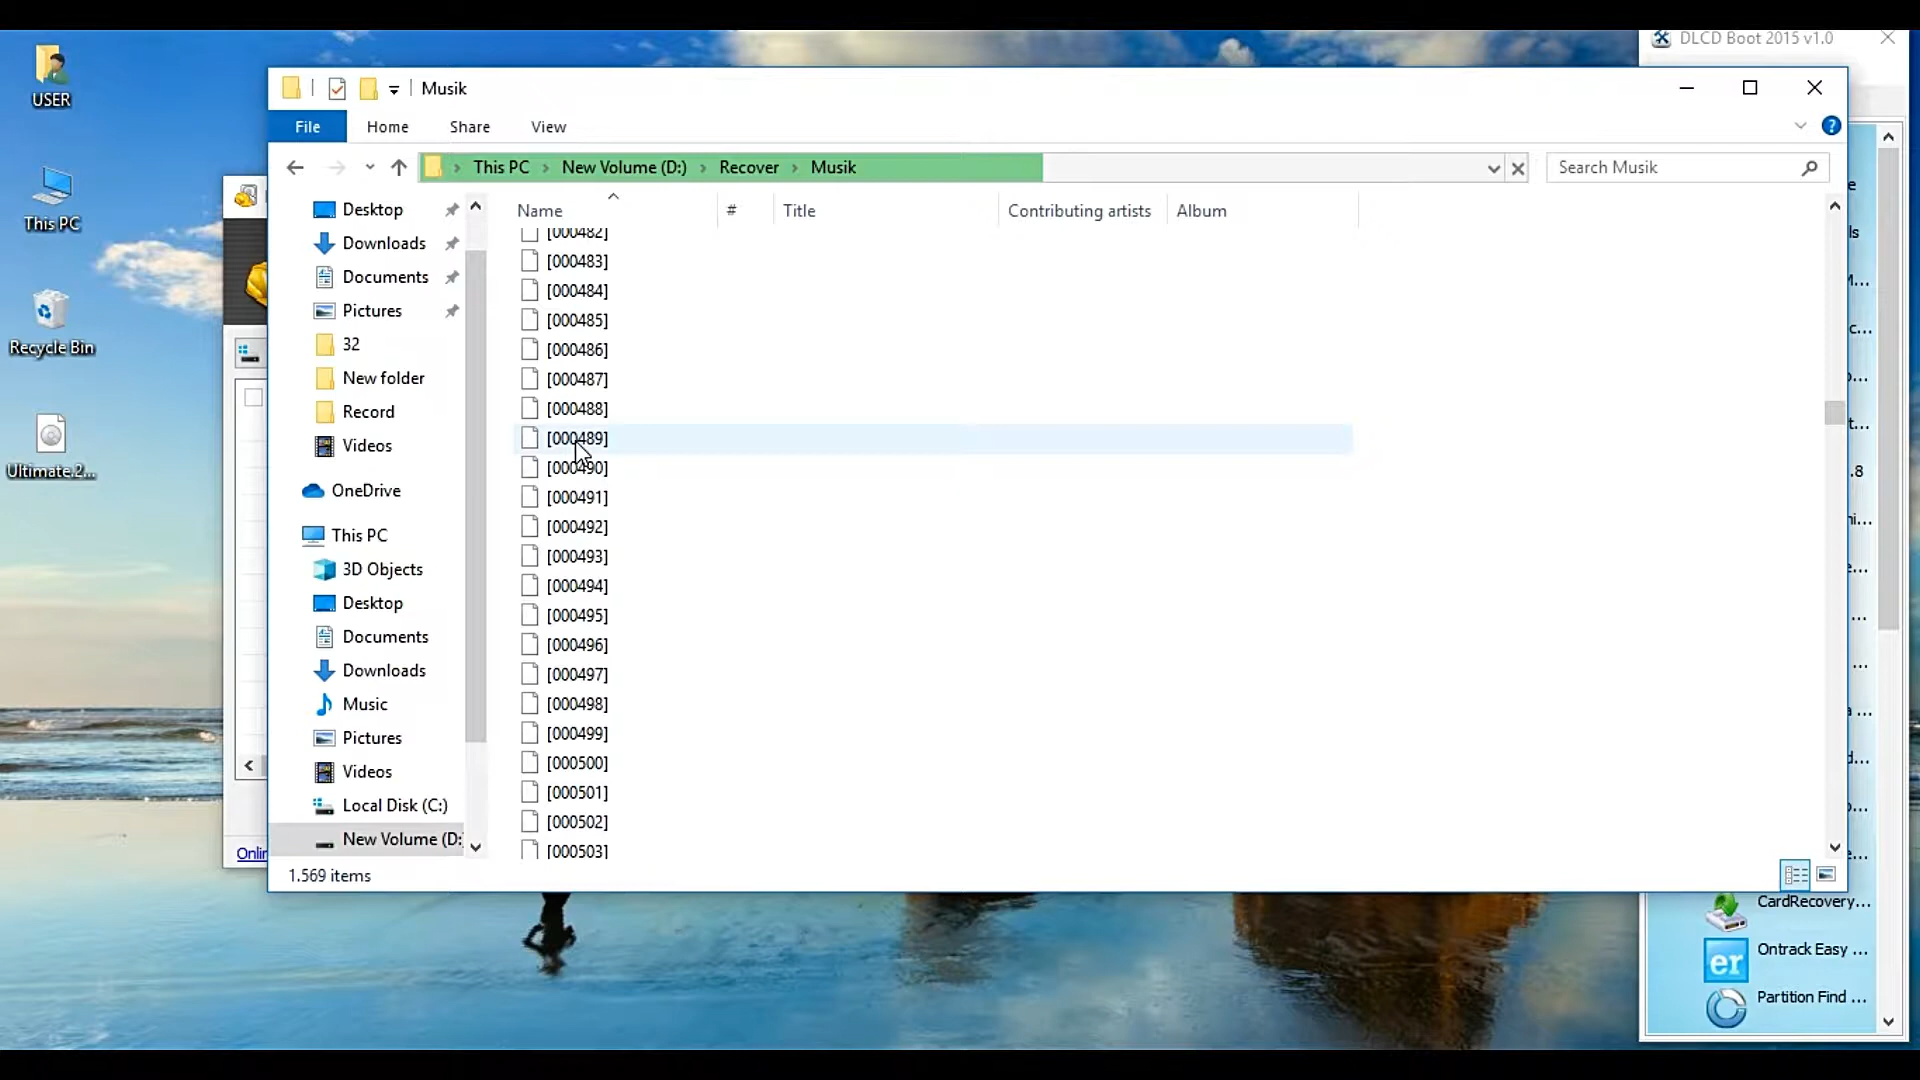 DLCD Boot 2015 v1.0
USER
This PC
Recycle Bin
Ultimate.2...
Musik
File
Home
Share
View
This PC
New Volume (D:)
Recover
Musik
Search Musik
Name
#
Title
Contributing artists
Album
Desktop
Downloads
Documents
Pictures
32
New folder
Record
Videos
OneDrive
This PC
3D Objects
Desktop
Documents
Downloads
Music
Pictures
Videos
Local Disk (C:)
New Volume (D:
[000482]
[000483]
[000484]
[000485]
[000486]
[000487]
[000488]
[000489]
[000490]
[000491]
[000492]
[000493]
[000494]
[000495]
[000496]
[000497]
[000498]
[000499]
[000500]
[000501]
[000502]
[000503]
1.569 items
CardRecovery...
er
Ontrack Easy ...
Partition Find ...